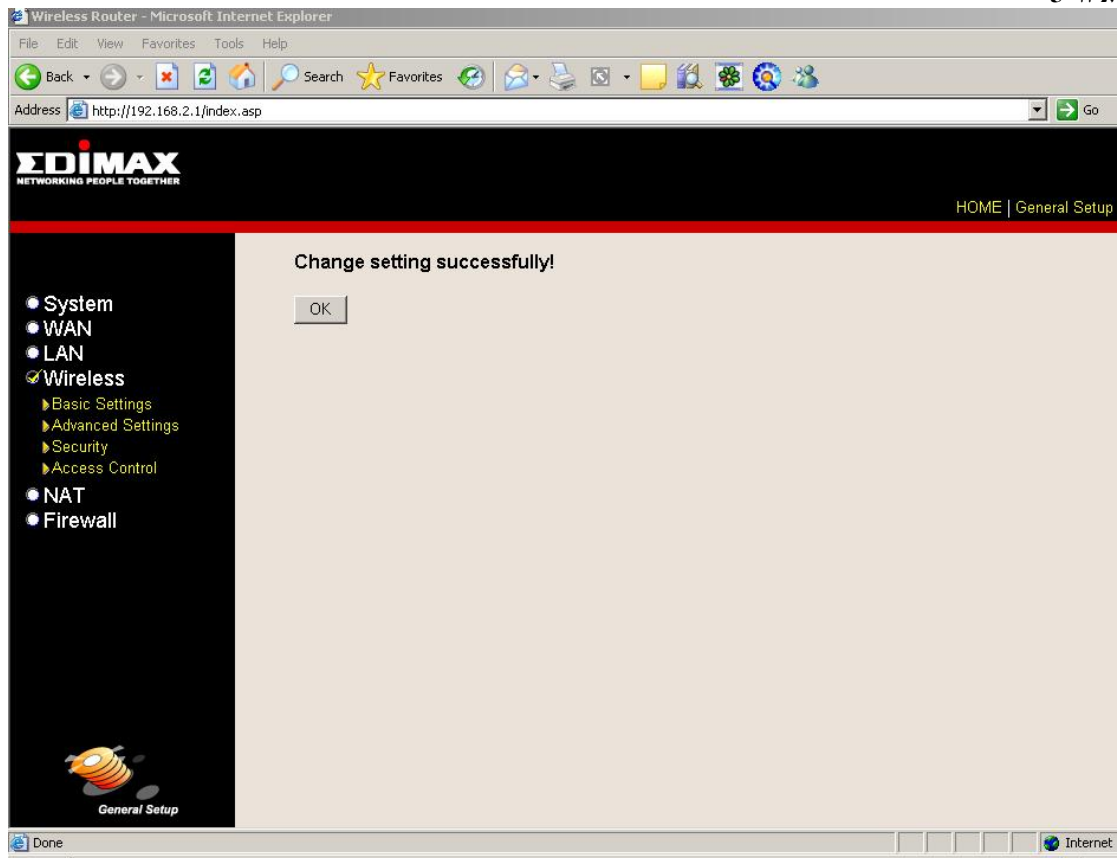 Wireless Router - Microsoft Internet Explorer
File Edit View Favorites Tools Help
Back Search Favorites
Address http://192.168.2.1/index.asp Go
EDIMAX
NETWORKING PEOPLE TOGETHER
HOME | General Setup
Change setting successfully!
OK
System
WAN
LAN
Wireless
Basic Settings
Advanced Settings
Security
Access Control
NAT
Firewall
General Setup
Done Internet